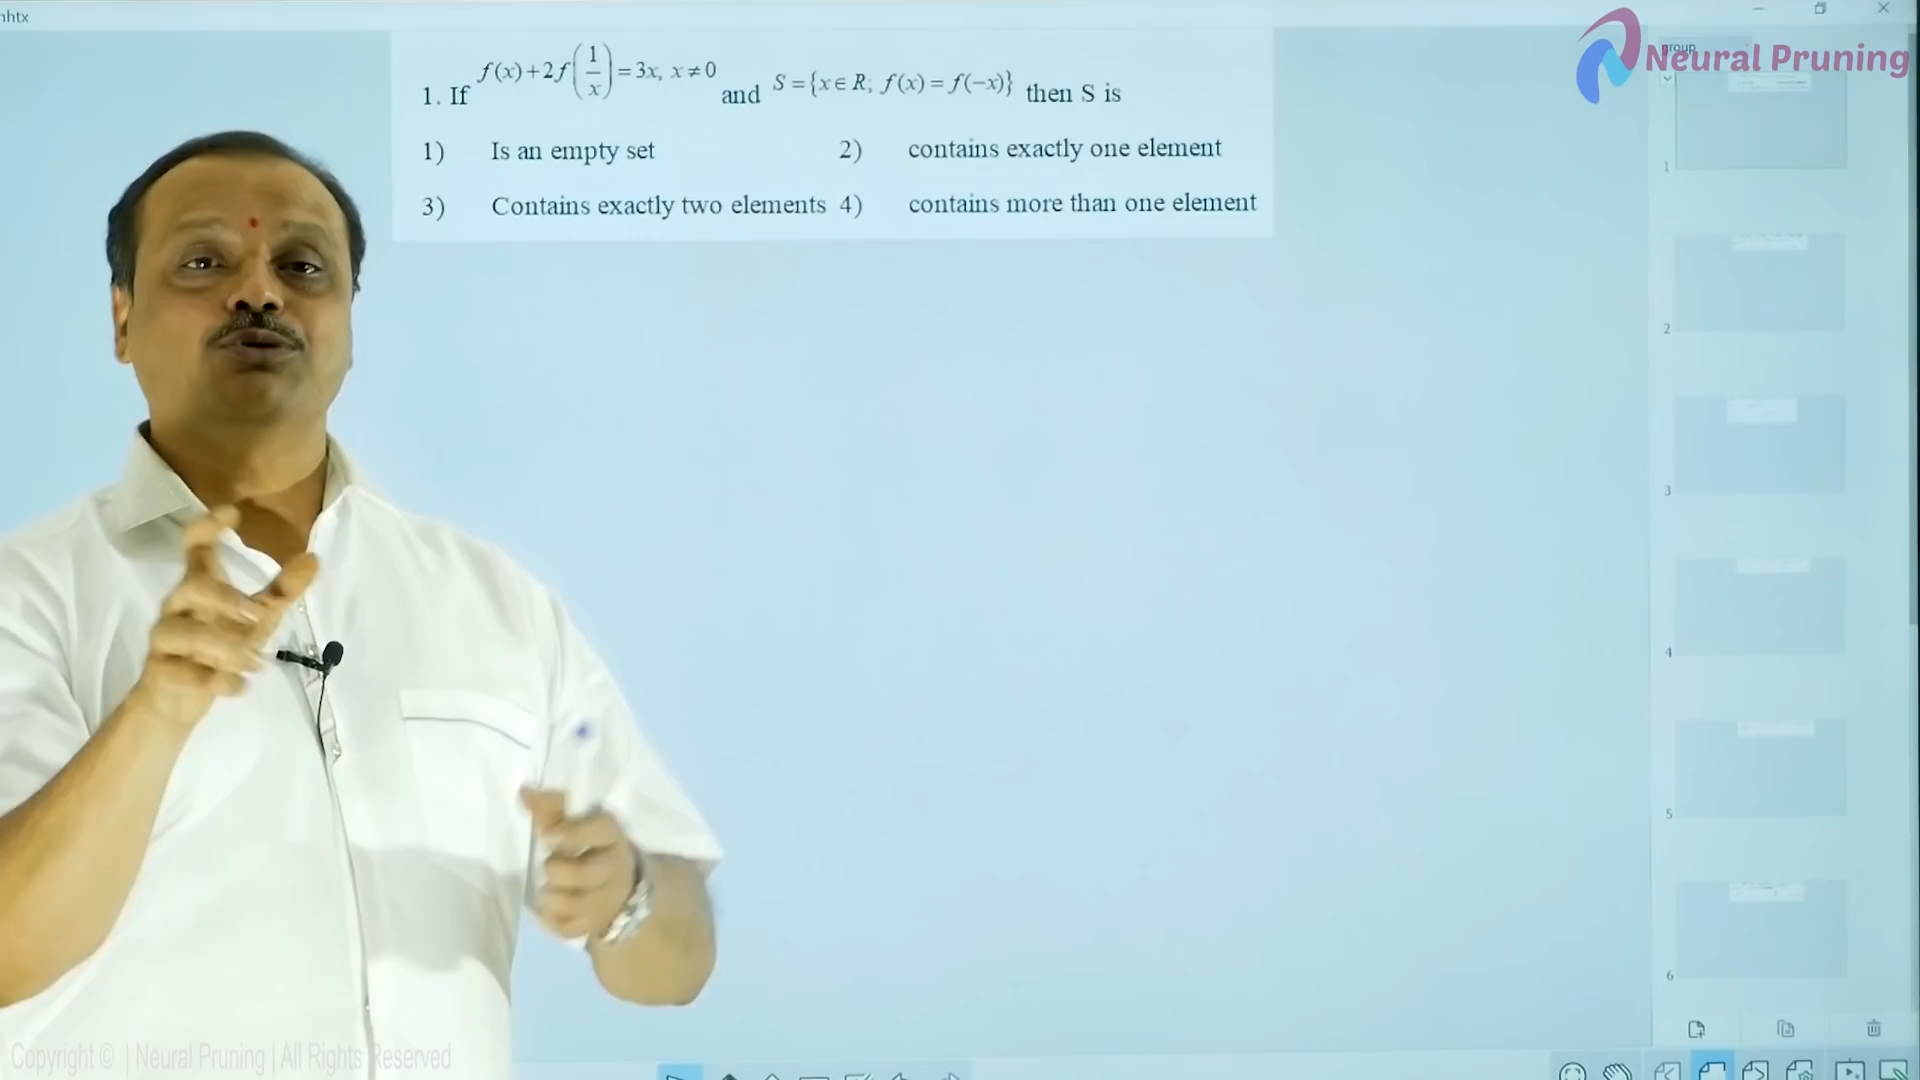 nhtx
group
Neural Pruning
1. If f(x)+2f(1/x)=3x, x≠0 and S={x∈R; f(x)=f(−x)} then S is
1) Is an empty set 2) contains exactly one element
3) Contains exactly two elements 4) contains more than one element
1
2
3
4
5
6
Copyright © | Neural Pruning | All Rights Reserved